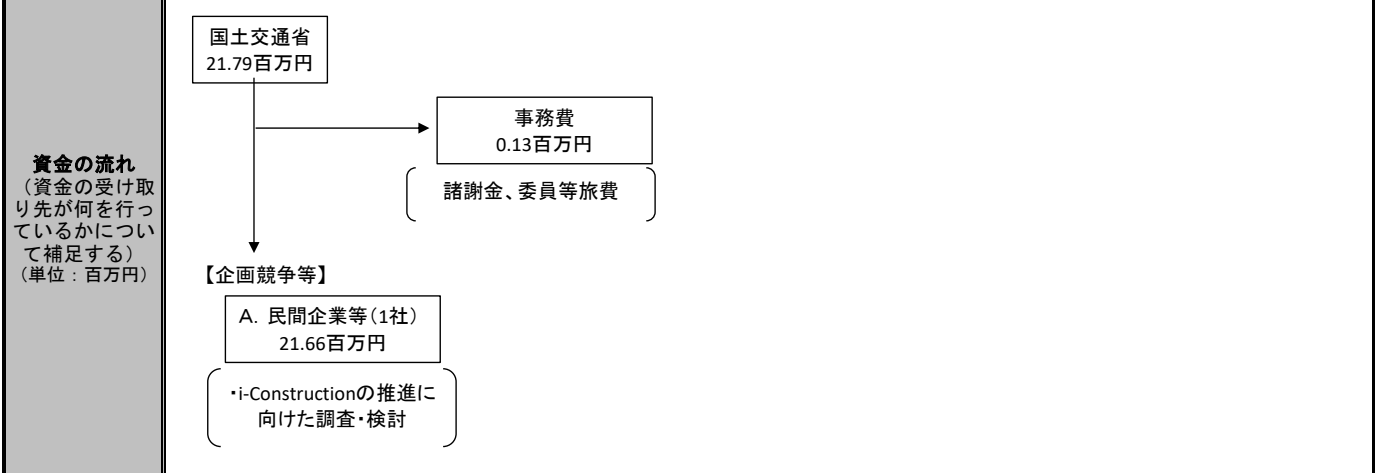 資金の流れ
（資金の受け取
り先が何を行っ
ているかについ
て補足する）
（単位：百万円）
国土交通省
21.79百万円
事務費
0.13百万円
諸謝金、委員等旅費
【企画競争等】
A. 民間企業等（1社）
21.66百万円
・i-Constructionの推進に
向けた調査・検討